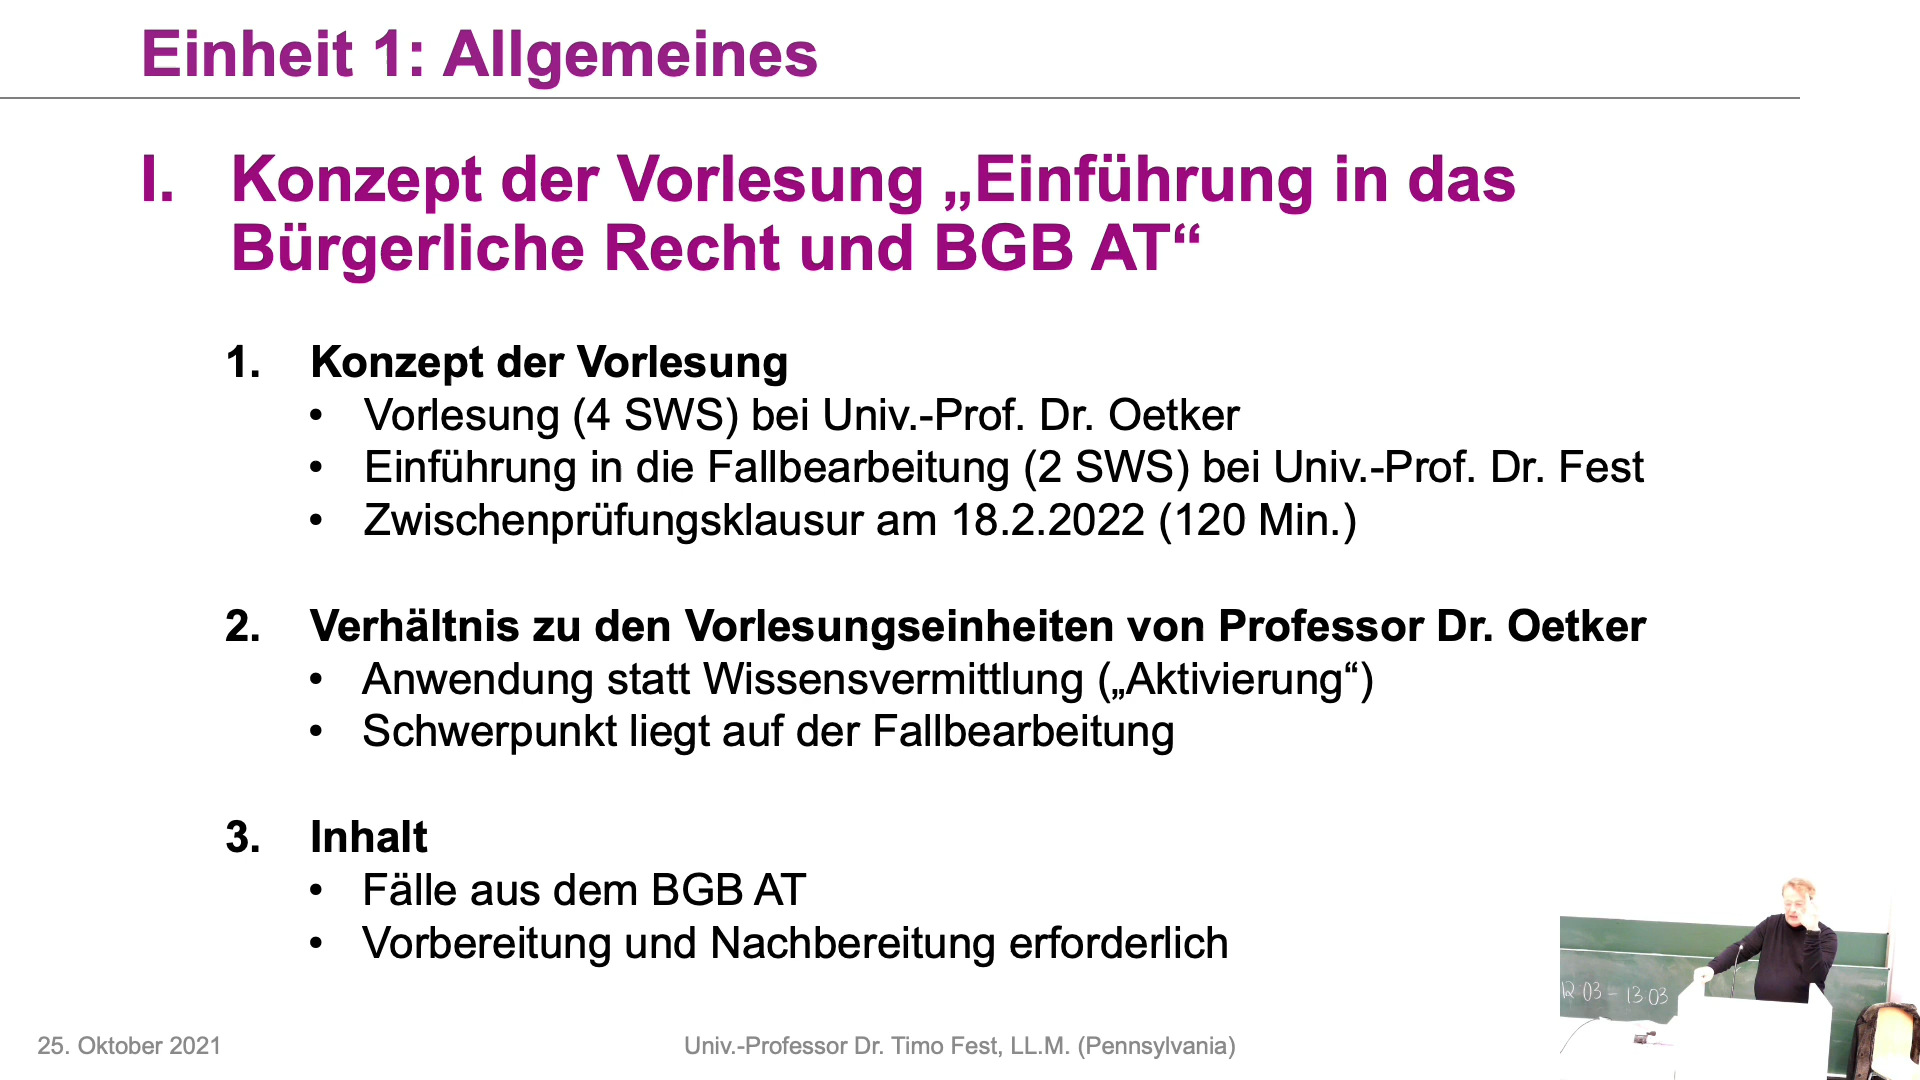 Einheit 1: Allgemeines
I. Konzept der Vorlesung „Einführung in das
Bürgerliche Recht und BGB AT“
1. Konzept der Vorlesung
• Vorlesung (4 SWS) bei Univ.-Prof. Dr. Oetker
• Einführung in die Fallbearbeitung (2 SWS) bei Univ.-Prof. Dr. Fest
• Zwischenprüfungsklausur am 18.2.2022 (120 Min.)
2. Verhältnis zu den Vorlesungseinheiten von Professor Dr. Oetker
• Anwendung statt Wissensvermittlung („Aktivierung“)
• Schwerpunkt liegt auf der Fallbearbeitung
3. Inhalt
• Fälle aus dem BGB AT
• Vorbereitung und Nachbereitung erforderlich
12 03 – 13 03
25. Oktober 2021
Univ.-Professor Dr. Timo Fest, LL.M. (Pennsylvania)